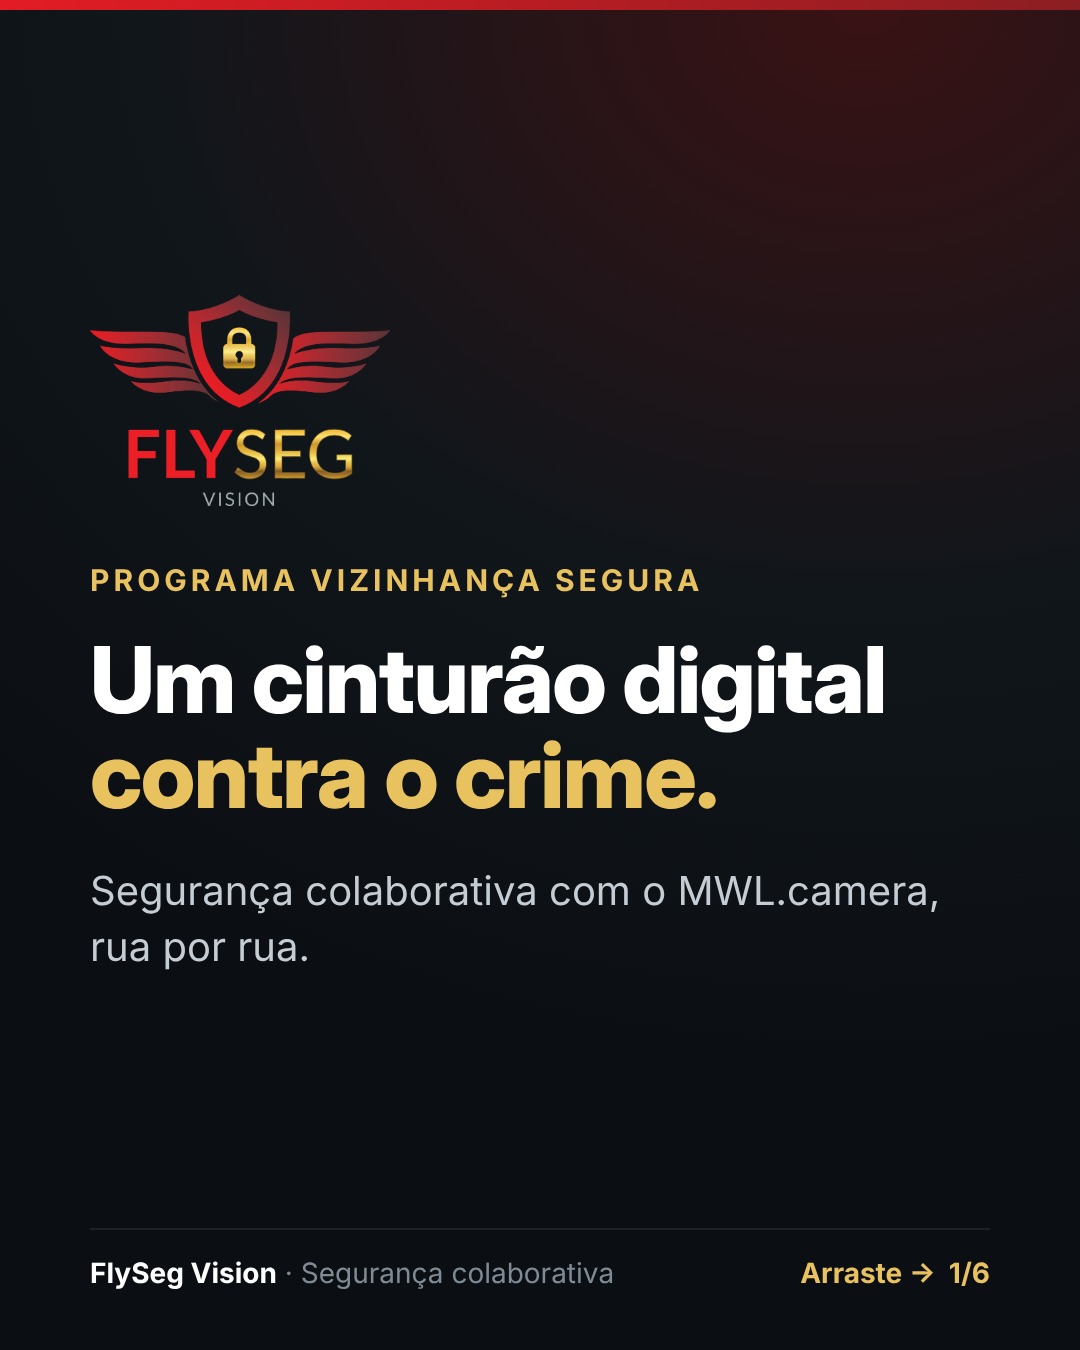 FLYSEG
VISION
PROGRAMA VIZINHANÇA SEGURA
Um cinturão digital
contra o crime.
Segurança colaborativa com o MWL.camera,
rua por rua.
FlySeg Vision · Segurança colaborativa
Arraste → 1/6